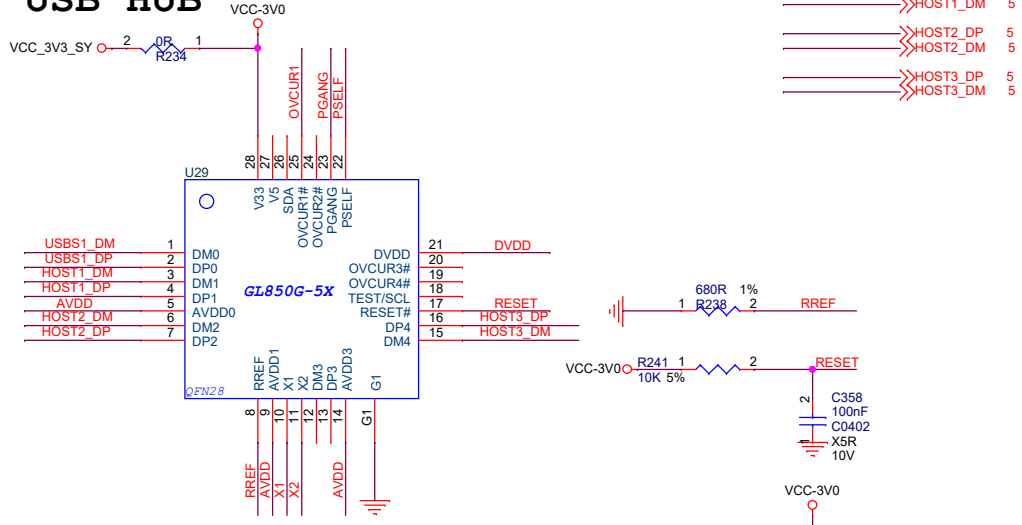 USB HUB
VCC-3V0
HOST1_DM 5
VCC_3V3_SY 2 0R 1
R234
HOST2_DP 5
HOST2_DM 5
HOST3_DP 5
HOST3_DM 5
OVCUR1
PGANG
PSELF
28 27 26 25 24 23 22
U29
V33 V5 SDA OVCUR1# OVCUR2# PGANG PSELF
USBS1_DM 1 DM0
USBS1_DP 2 DP0
HOST1_DM 3 DM1
HOST1_DP 4 DP1
AVDD 5 AVDD0
HOST2_DM 6 DM2
HOST2_DP 7 DP2
GL850G-5X
DVDD 21 DVDD
OVCUR3# 20
OVCUR4# 19
TEST/SCL 18
RESET# 17 RESET
DP4 16 HOST3_DP
DM4 15 HOST3_DM
QFN28
RREF AVDD1 X1 X2 DM3 DP3 AVDD3 G1
8 9 10 11 12 13 14 G1
RREF AVDD X1 X2 AVDD
680R 1%
1 R238 2 RREF
VCC-3V0 R241 1 2 RESET
10K 5%
2 C358
100nF
C0402
1 X5R
10V
VCC-3V0